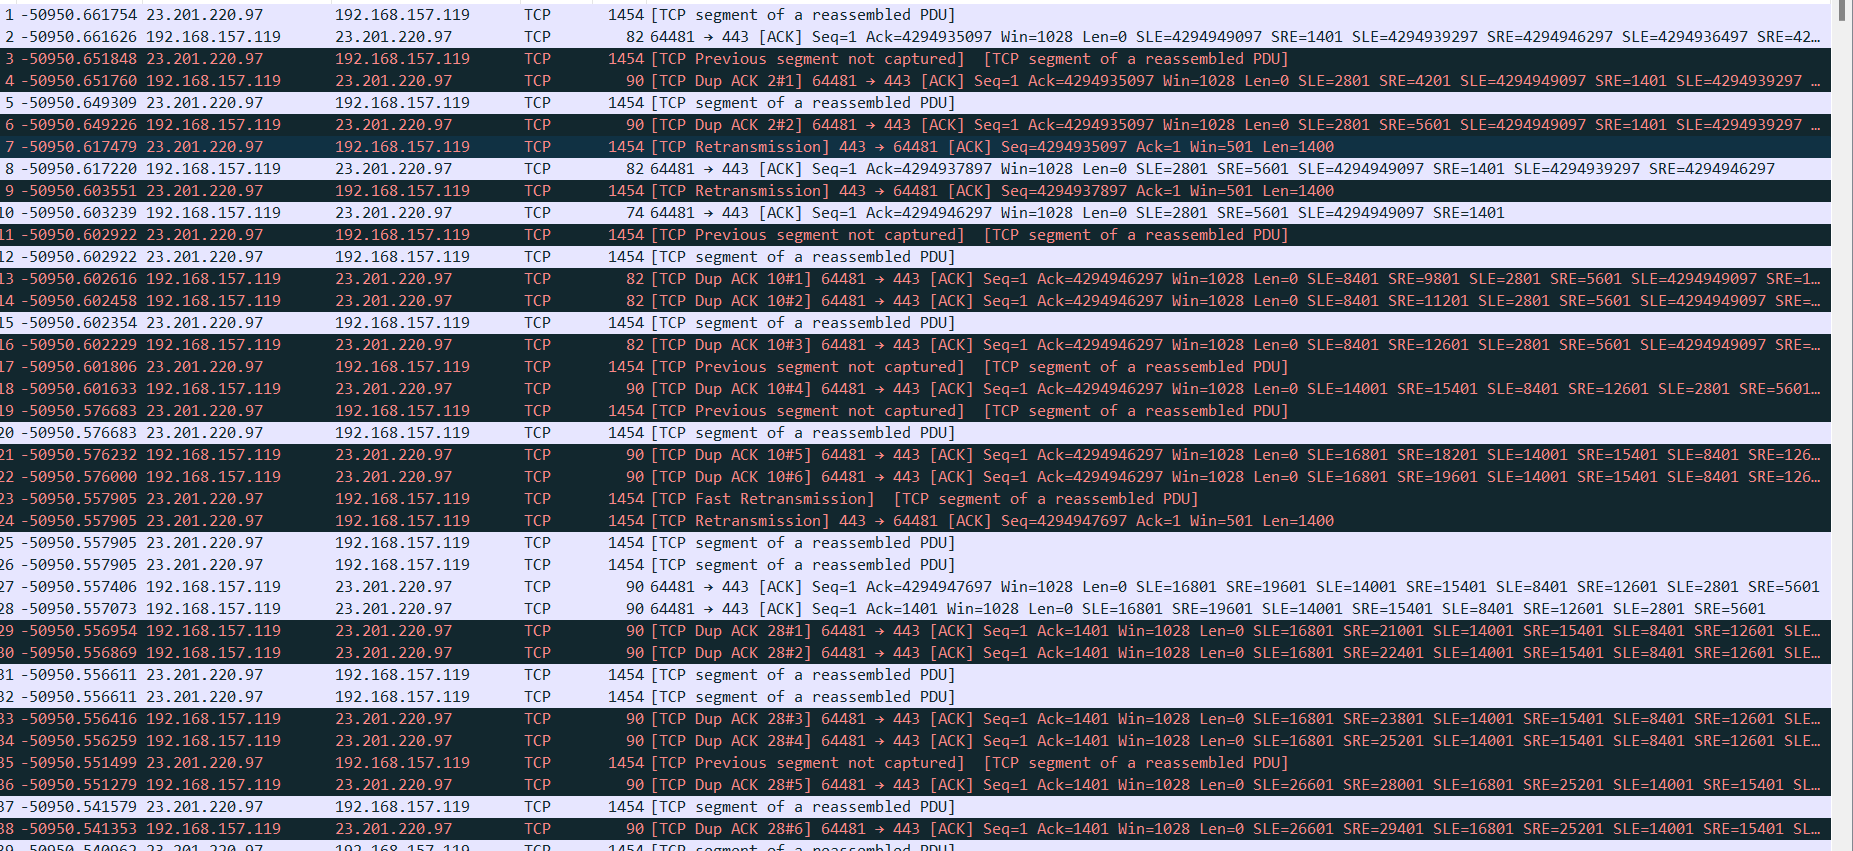 1 -50950.661754 23.201.220.97 192.168.157.119 TCP 1454 [TCP segment of a reassembled PDU]
2 -50950.661626 192.168.157.119 23.201.220.97 TCP 82 64481 → 443 [ACK] Seq=1 Ack=4294935097 Win=1028 Len=0 SLE=4294949097 SRE=1401 SLE=4294939297 SRE=4294946297 SLE=4294936497 SRE=42…
3 -50950.651848 23.201.220.97 192.168.157.119 TCP 1454 [TCP Previous segment not captured] [TCP segment of a reassembled PDU]
4 -50950.651760 192.168.157.119 23.201.220.97 TCP 90 [TCP Dup ACK 2#1] 64481 → 443 [ACK] Seq=1 Ack=4294935097 Win=1028 Len=0 SLE=2801 SRE=4201 SLE=4294949097 SRE=1401 SLE=4294939297 …
5 -50950.649309 23.201.220.97 192.168.157.119 TCP 1454 [TCP segment of a reassembled PDU]
6 -50950.649226 192.168.157.119 23.201.220.97 TCP 90 [TCP Dup ACK 2#2] 64481 → 443 [ACK] Seq=1 Ack=4294935097 Win=1028 Len=0 SLE=2801 SRE=5601 SLE=4294949097 SRE=1401 SLE=4294939297 …
7 -50950.617479 23.201.220.97 192.168.157.119 TCP 1454 [TCP Retransmission] 443 → 64481 [ACK] Seq=4294935097 Ack=1 Win=501 Len=1400
8 -50950.617220 192.168.157.119 23.201.220.97 TCP 82 64481 → 443 [ACK] Seq=1 Ack=4294937897 Win=1028 Len=0 SLE=2801 SRE=5601 SLE=4294949097 SRE=1401 SLE=4294939297 SRE=4294946297
9 -50950.603551 23.201.220.97 192.168.157.119 TCP 1454 [TCP Retransmission] 443 → 64481 [ACK] Seq=4294937897 Ack=1 Win=501 Len=1400
10 -50950.603239 192.168.157.119 23.201.220.97 TCP 74 64481 → 443 [ACK] Seq=1 Ack=4294946297 Win=1028 Len=0 SLE=2801 SRE=5601 SLE=4294949097 SRE=1401
11 -50950.602922 23.201.220.97 192.168.157.119 TCP 1454 [TCP Previous segment not captured] [TCP segment of a reassembled PDU]
12 -50950.602922 23.201.220.97 192.168.157.119 TCP 1454 [TCP segment of a reassembled PDU]
13 -50950.602616 192.168.157.119 23.201.220.97 TCP 82 [TCP Dup ACK 10#1] 64481 → 443 [ACK] Seq=1 Ack=4294946297 Win=1028 Len=0 SLE=8401 SRE=9801 SLE=2801 SRE=5601 SLE=4294949097 SRE=1…
14 -50950.602458 192.168.157.119 23.201.220.97 TCP 82 [TCP Dup ACK 10#2] 64481 → 443 [ACK] Seq=1 Ack=4294946297 Win=1028 Len=0 SLE=8401 SRE=11201 SLE=2801 SRE=5601 SLE=4294949097 SRE=…
15 -50950.602354 23.201.220.97 192.168.157.119 TCP 1454 [TCP segment of a reassembled PDU]
16 -50950.602229 192.168.157.119 23.201.220.97 TCP 82 [TCP Dup ACK 10#3] 64481 → 443 [ACK] Seq=1 Ack=4294946297 Win=1028 Len=0 SLE=8401 SRE=12601 SLE=2801 SRE=5601 SLE=4294949097 SRE=…
17 -50950.601806 23.201.220.97 192.168.157.119 TCP 1454 [TCP Previous segment not captured] [TCP segment of a reassembled PDU]
18 -50950.601633 192.168.157.119 23.201.220.97 TCP 90 [TCP Dup ACK 10#4] 64481 → 443 [ACK] Seq=1 Ack=4294946297 Win=1028 Len=0 SLE=14001 SRE=15401 SLE=8401 SRE=12601 SLE=2801 SRE=5601…
19 -50950.576683 23.201.220.97 192.168.157.119 TCP 1454 [TCP Previous segment not captured] [TCP segment of a reassembled PDU]
20 -50950.576683 23.201.220.97 192.168.157.119 TCP 1454 [TCP segment of a reassembled PDU]
21 -50950.576232 192.168.157.119 23.201.220.97 TCP 90 [TCP Dup ACK 10#5] 64481 → 443 [ACK] Seq=1 Ack=4294946297 Win=1028 Len=0 SLE=16801 SRE=18201 SLE=14001 SRE=15401 SLE=8401 SRE=126…
22 -50950.576000 192.168.157.119 23.201.220.97 TCP 90 [TCP Dup ACK 10#6] 64481 → 443 [ACK] Seq=1 Ack=4294946297 Win=1028 Len=0 SLE=16801 SRE=19601 SLE=14001 SRE=15401 SLE=8401 SRE=126…
23 -50950.557905 23.201.220.97 192.168.157.119 TCP 1454 [TCP Fast Retransmission] [TCP segment of a reassembled PDU]
24 -50950.557905 23.201.220.97 192.168.157.119 TCP 1454 [TCP Retransmission] 443 → 64481 [ACK] Seq=4294947697 Ack=1 Win=501 Len=1400
25 -50950.557905 23.201.220.97 192.168.157.119 TCP 1454 [TCP segment of a reassembled PDU]
26 -50950.557905 23.201.220.97 192.168.157.119 TCP 1454 [TCP segment of a reassembled PDU]
27 -50950.557406 192.168.157.119 23.201.220.97 TCP 90 64481 → 443 [ACK] Seq=1 Ack=4294947697 Win=1028 Len=0 SLE=16801 SRE=19601 SLE=14001 SRE=15401 SLE=8401 SRE=12601 SLE=2801 SRE=5601
28 -50950.557073 192.168.157.119 23.201.220.97 TCP 90 64481 → 443 [ACK] Seq=1 Ack=1401 Win=1028 Len=0 SLE=16801 SRE=19601 SLE=14001 SRE=15401 SLE=8401 SRE=12601 SLE=2801 SRE=5601
29 -50950.556954 192.168.157.119 23.201.220.97 TCP 90 [TCP Dup ACK 28#1] 64481 → 443 [ACK] Seq=1 Ack=1401 Win=1028 Len=0 SLE=16801 SRE=21001 SLE=14001 SRE=15401 SLE=8401 SRE=12601 SLE…
30 -50950.556869 192.168.157.119 23.201.220.97 TCP 90 [TCP Dup ACK 28#2] 64481 → 443 [ACK] Seq=1 Ack=1401 Win=1028 Len=0 SLE=16801 SRE=22401 SLE=14001 SRE=15401 SLE=8401 SRE=12601 SLE…
31 -50950.556611 23.201.220.97 192.168.157.119 TCP 1454 [TCP segment of a reassembled PDU]
32 -50950.556611 23.201.220.97 192.168.157.119 TCP 1454 [TCP segment of a reassembled PDU]
33 -50950.556416 192.168.157.119 23.201.220.97 TCP 90 [TCP Dup ACK 28#3] 64481 → 443 [ACK] Seq=1 Ack=1401 Win=1028 Len=0 SLE=16801 SRE=23801 SLE=14001 SRE=15401 SLE=8401 SRE=12601 SLE…
34 -50950.556259 192.168.157.119 23.201.220.97 TCP 90 [TCP Dup ACK 28#4] 64481 → 443 [ACK] Seq=1 Ack=1401 Win=1028 Len=0 SLE=16801 SRE=25201 SLE=14001 SRE=15401 SLE=8401 SRE=12601 SLE…
35 -50950.551499 23.201.220.97 192.168.157.119 TCP 1454 [TCP Previous segment not captured] [TCP segment of a reassembled PDU]
36 -50950.551279 192.168.157.119 23.201.220.97 TCP 90 [TCP Dup ACK 28#5] 64481 → 443 [ACK] Seq=1 Ack=1401 Win=1028 Len=0 SLE=26601 SRE=28001 SLE=16801 SRE=25201 SLE=14001 SRE=15401 SL…
37 -50950.541579 23.201.220.97 192.168.157.119 TCP 1454 [TCP segment of a reassembled PDU]
38 -50950.541353 192.168.157.119 23.201.220.97 TCP 90 [TCP Dup ACK 28#6] 64481 → 443 [ACK] Seq=1 Ack=1401 Win=1028 Len=0 SLE=26601 SRE=29401 SLE=16801 SRE=25201 SLE=14001 SRE=15401 SL…
39 -50950.540962 23.201.220.97 192.168.157.119 TCP 1454 [TCP segment of a reassembled PDU]